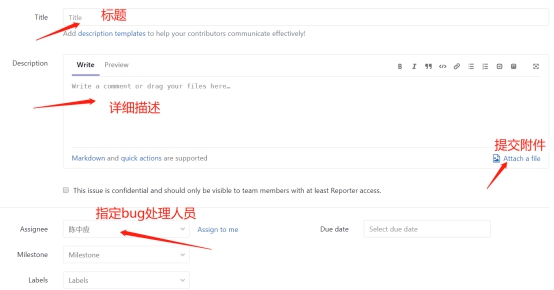 标题
Title Title
Add description templates to help your contributors communicate effectively!
Description Write Preview
Write a comment or drag your files here…
详细描述
提交附件
Markdown and quick actions are supported Attach a file
This issue is confidential and should only be visible to team members with at least Reporter access.
指定bug处理人员
Assignee 陈中应 Assign to me Due date Select due date
Milestone Milestone
Labels Labels